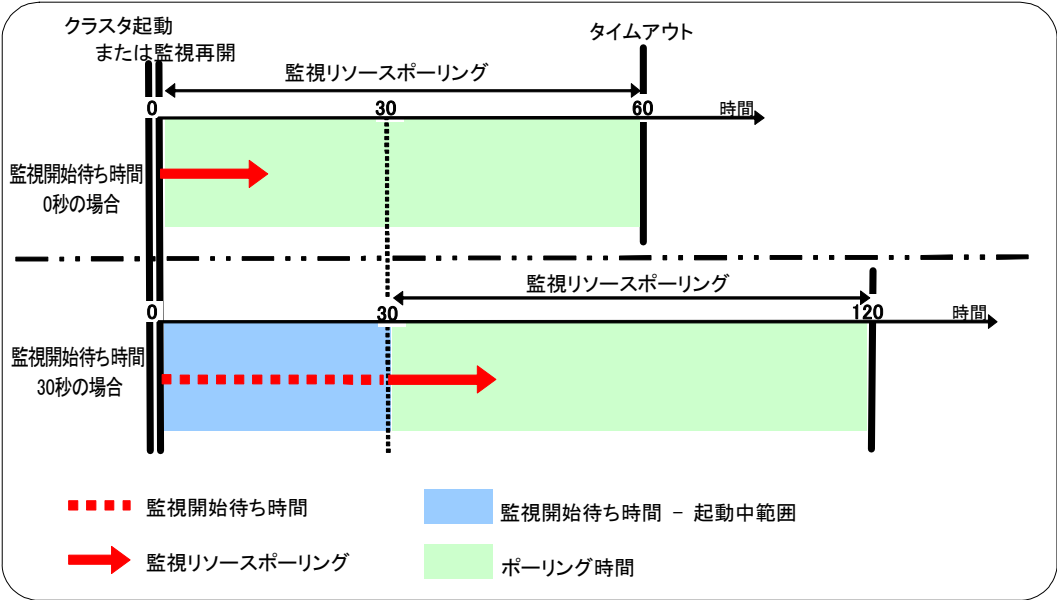 クラスタ起動
または監視再開
タイムアウト
監視リソースポーリング
0
30
60
時間
監視開始待ち時間
0秒の場合
監視リソースポーリング
0
30
120
時間
監視開始待ち時間
30秒の場合
監視開始待ち時間
監視開始待ち時間 - 起動中範囲
監視リソースポーリング
ポーリング時間